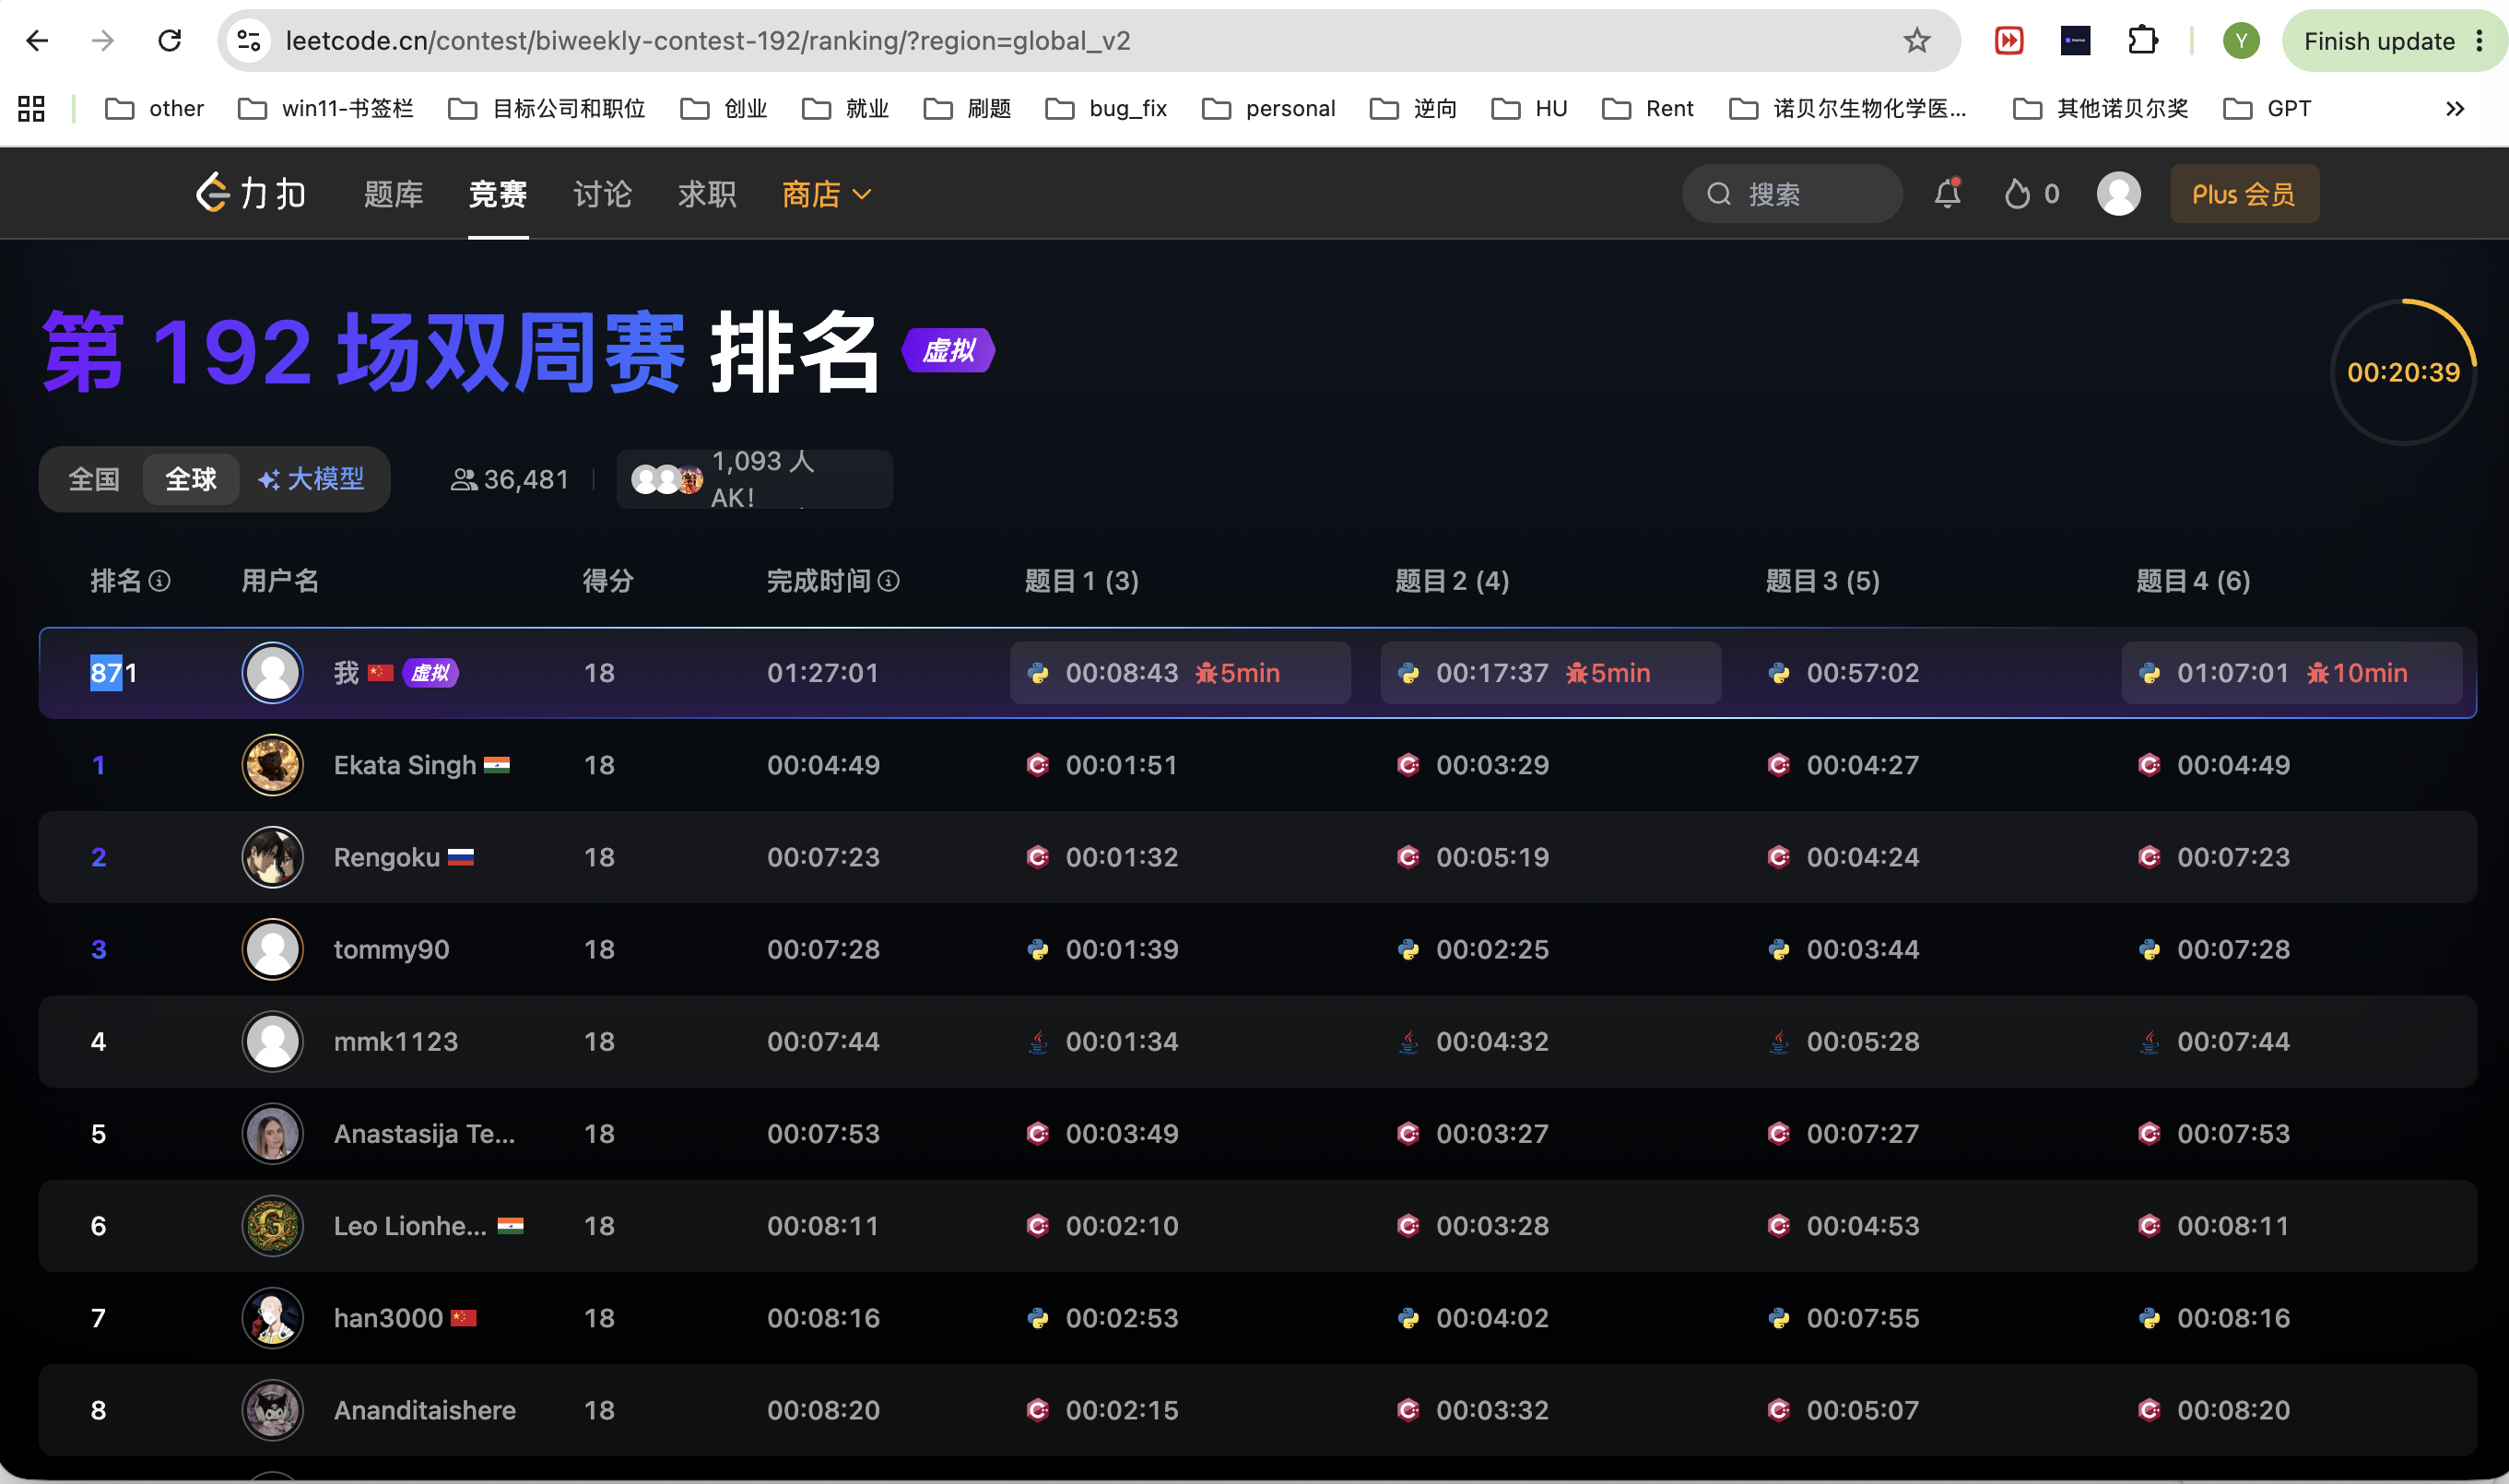 leetcode.cn/contest/biweekly-contest-192/ranking/?region=global_v2
Y
Finish update
other
win11-书签栏
目标公司和职位
创业
就业
刷题
bug_fix
personal
逆向
HU
Rent
诺贝尔生物化学医...
其他诺贝尔奖
GPT
力扣
题库
竞赛
讨论
求职
商店
搜索
0
Plus 会员
第 192 场双周赛 排名 虚拟
00:20:39
全国 全球 大模型 36,481
1,093 人
AK!
排名 用户名 得分 完成时间 题目 1 (3) 题目 2 (4) 题目 3 (5) 题目 4 (6)
871 我 虚拟 18 01:27:01 00:08:43 5min 00:17:37 5min 00:57:02 01:07:01 10min
1 Ekata Singh 18 00:04:49 00:01:51 00:03:29 00:04:27 00:04:49
2 Rengoku 18 00:07:23 00:01:32 00:05:19 00:04:24 00:07:23
3 tommy90 18 00:07:28 00:01:39 00:02:25 00:03:44 00:07:28
4 mmk1123 18 00:07:44 00:01:34 00:04:32 00:05:28 00:07:44
5 Anastasija Te... 18 00:07:53 00:03:49 00:03:27 00:07:27 00:07:53
6 Leo Lionhe... 18 00:08:11 00:02:10 00:03:28 00:04:53 00:08:11
7 han3000 18 00:08:16 00:02:53 00:04:02 00:07:55 00:08:16
8 Ananditaishere 18 00:08:20 00:02:15 00:03:32 00:05:07 00:08:20